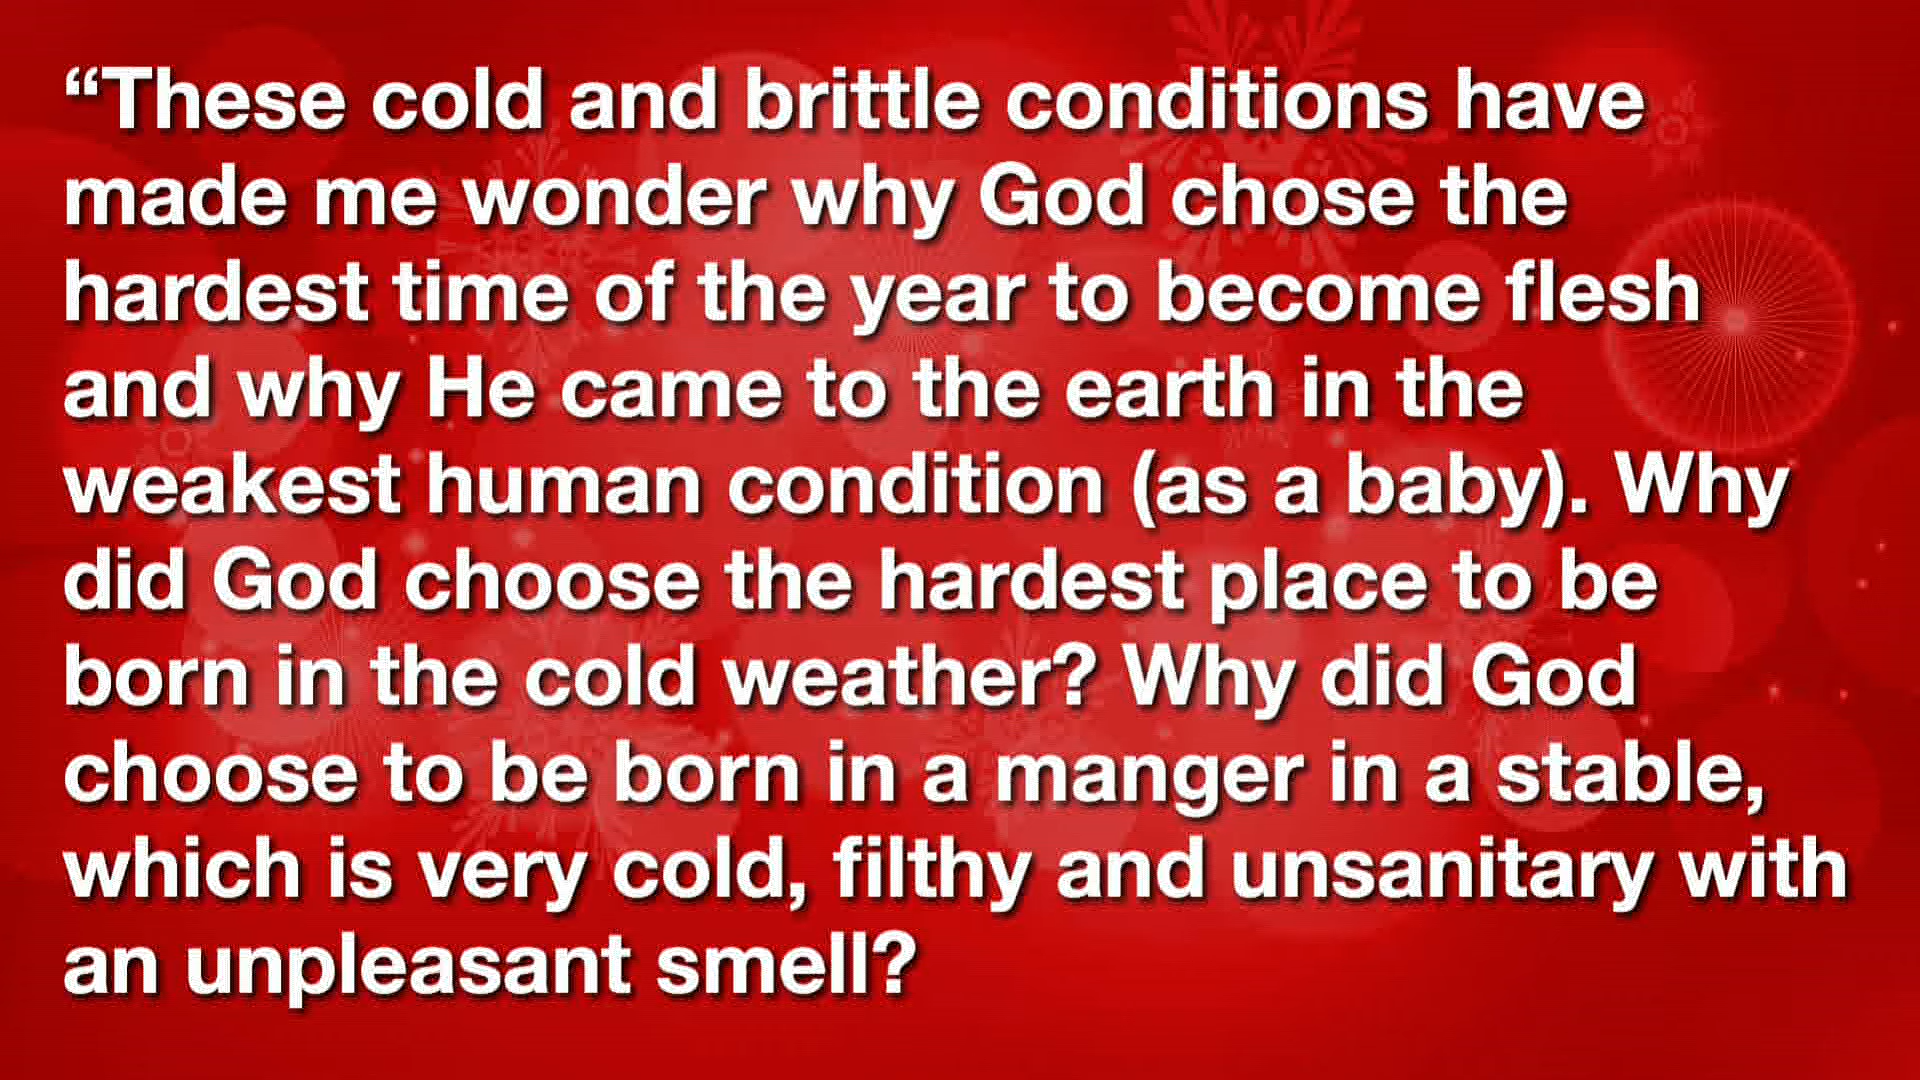 “These cold and brittle conditions have
made me wonder why God chose the
hardest time of the year to become flesh
and why He came to the earth in the
weakest human condition (as a baby). Why
did God choose the hardest place to be
born in the cold weather? Why did God
choose to be born in a manger in a stable,
which is very cold, filthy and unsanitary with
an unpleasant smell?